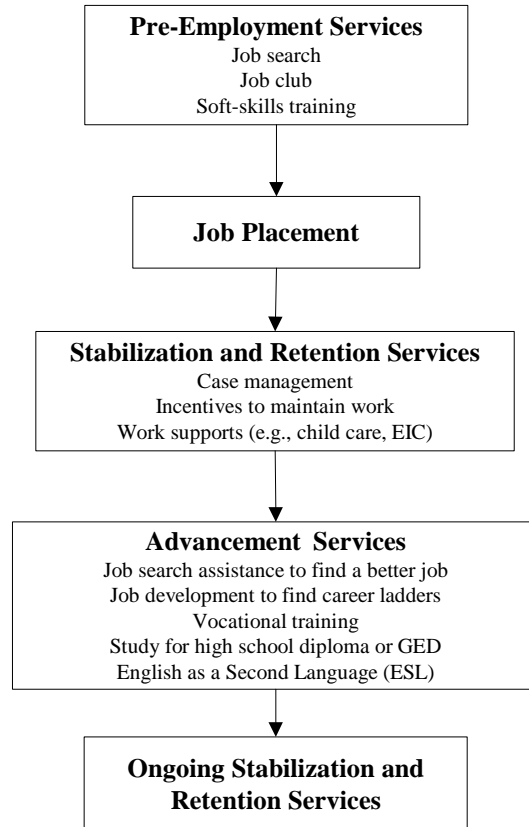 Pre-Employment Services
Job search
Job club
Soft-skills training
Job Placement
Stabilization and Retention Services
Case management
Incentives to maintain work
Work supports (e.g., child care, EIC)
Advancement Services
Job search assistance to find a better job
Job development to find career ladders
Vocational training
Study for high school diploma or GED
English as a Second Language (ESL)
Ongoing Stabilization and
Retention Services